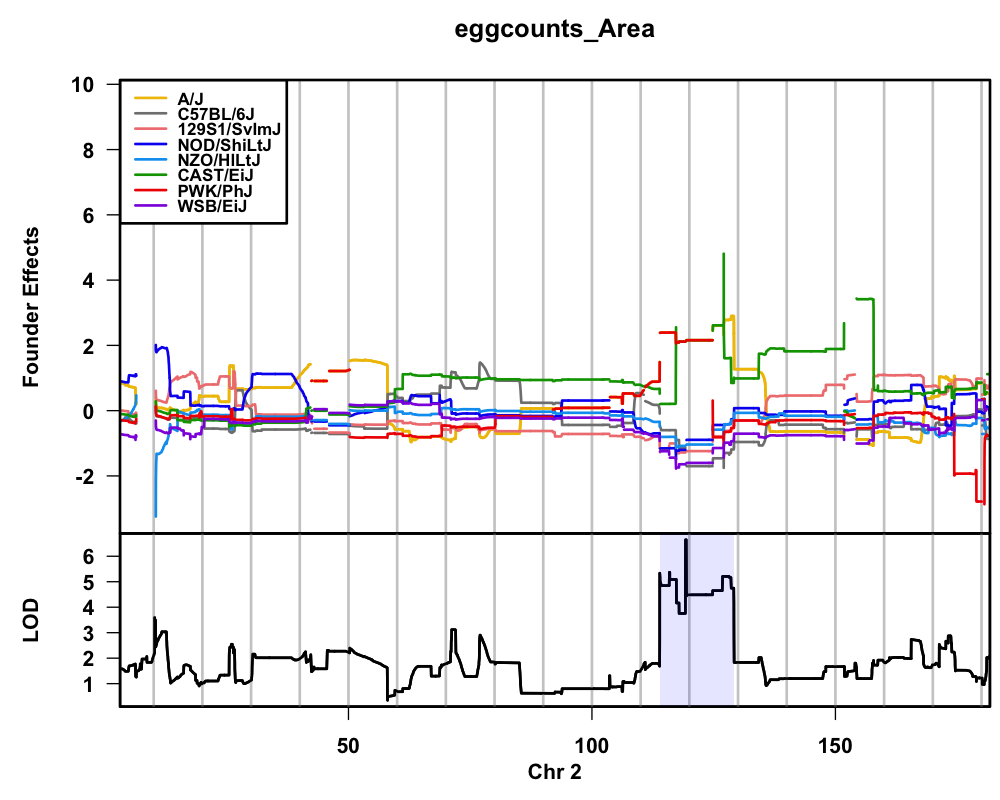 eggcounts_Area
A/J
C57BL/6J
129S1/SvImJ
NOD/ShiLtJ
NZO/HlLtJ
CAST/EiJ
PWK/PhJ
WSB/EiJ
Founder Effects
10
8
6
4
2
0
-2
LOD
6
5
4
3
2
1
50
100
150
Chr 2